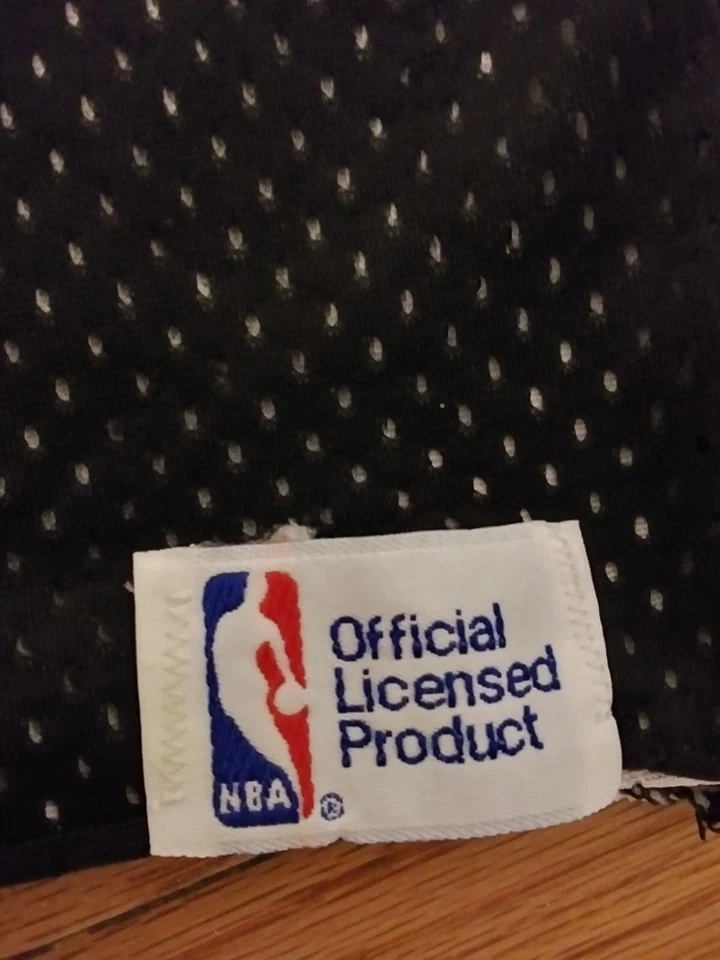 Official
Licensed
Product
NBA ®